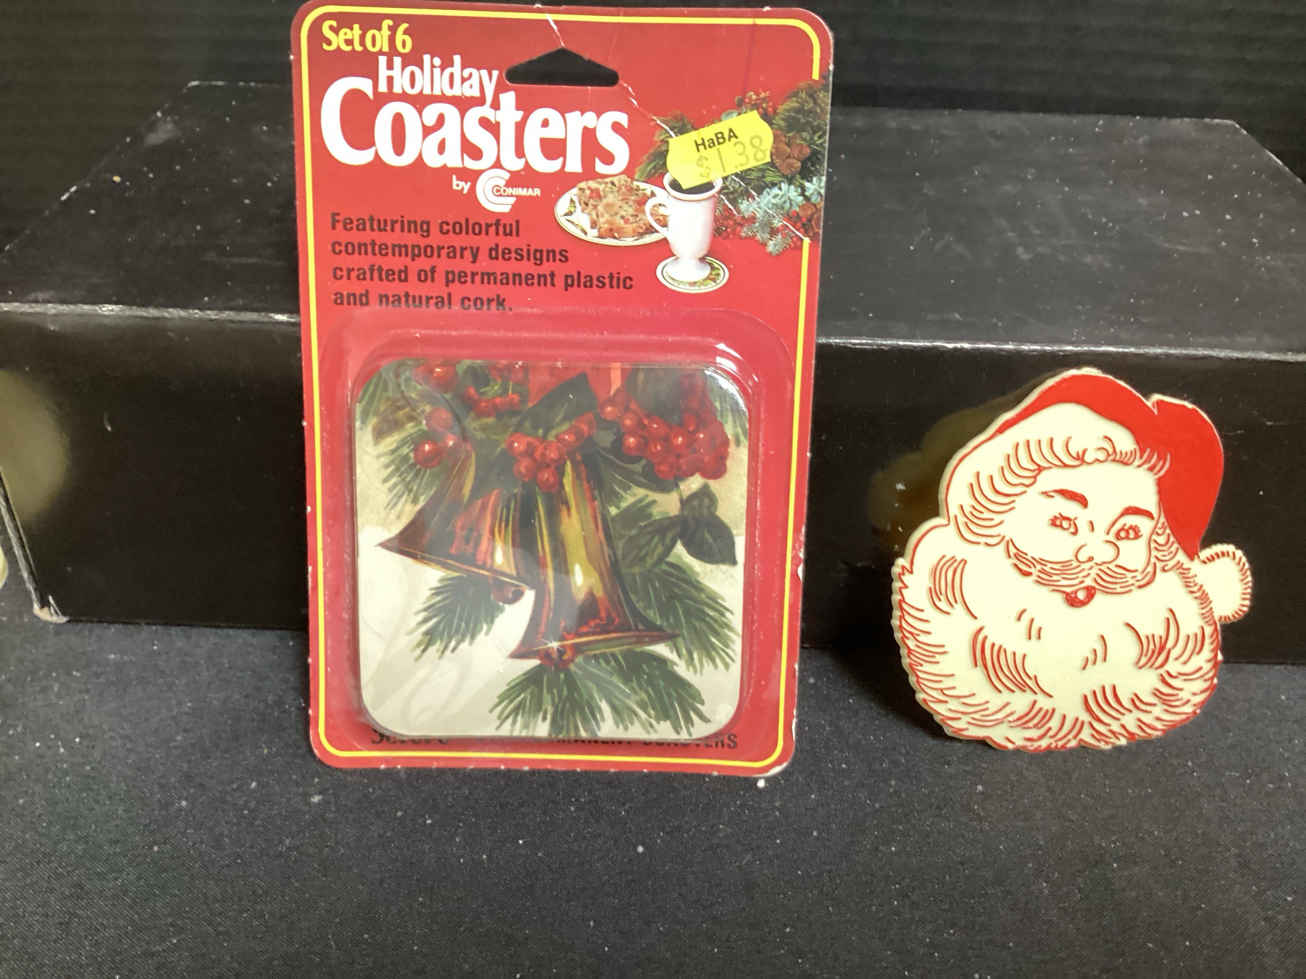 Set of 6
Holiday
Coasters
by CONIMAR
HaBA
$1.38
Featuring colorful
contemporary designs
crafted of permanent plastic
and natural cork.
COASTERS